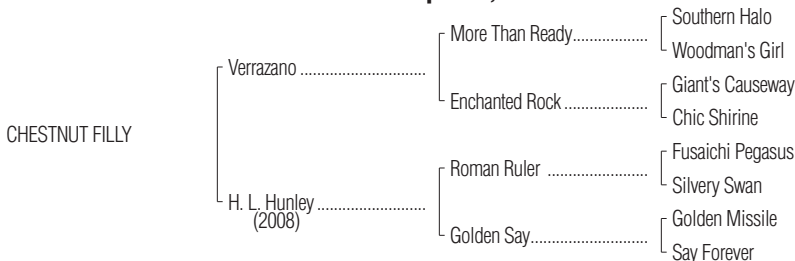 Southern Halo
More Than Ready.................
Woodman's Girl
Verrazano ............................
Giant's Causeway
Enchanted Rock ...................
Chic Shirine
CHESTNUT FILLY
Fusaichi Pegasus
Roman Ruler .......................
Silvery Swan
H. L. Hunley ........................
(2008)
Golden Missile
Golden Say..........................
Say Forever